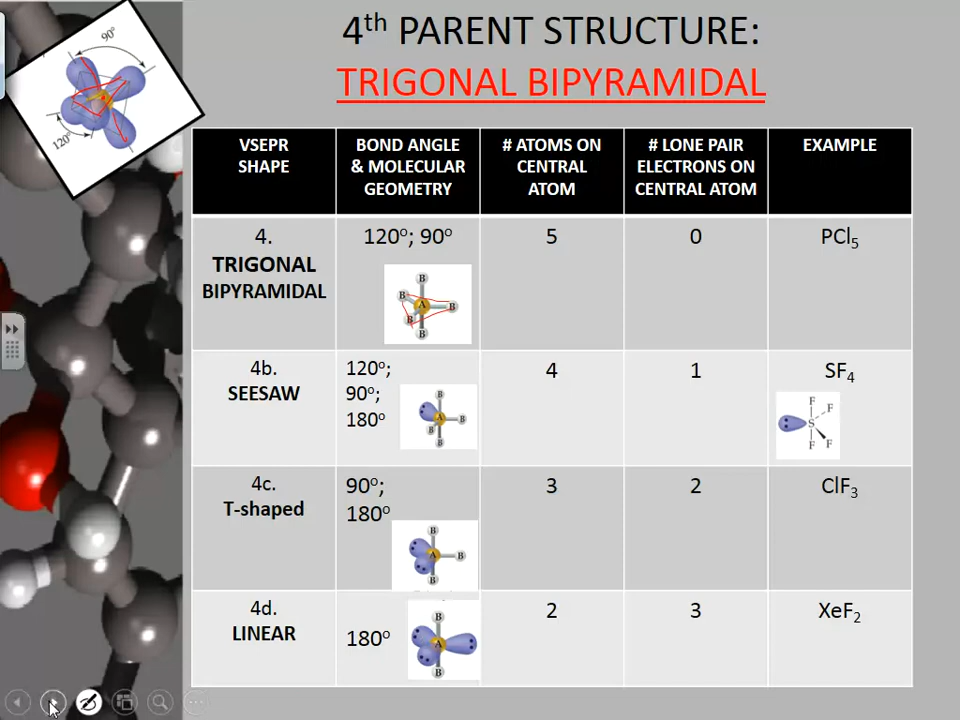 4th PARENT STRUCTURE:
TRIGONAL BIPYRAMIDAL
90°
120°
VSEPR
SHAPE
BOND ANGLE
& MOLECULAR
GEOMETRY
# ATOMS ON
CENTRAL
ATOM
# LONE PAIR
ELECTRONS ON
CENTRAL ATOM
EXAMPLE
4.
TRIGONAL
BIPYRAMIDAL
120°; 90°
B
B
A
B
B
B
5
0
PCl₅
4b.
SEESAW
120°;
90°;
180°
B
A
B
B
B
4
1
SF₄
F
F
S
F
F
4c.
T-shaped
90°;
180°
B
A
B
B
3
2
ClF₃
4d.
LINEAR
180°
B
A
B
2
3
XeF₂